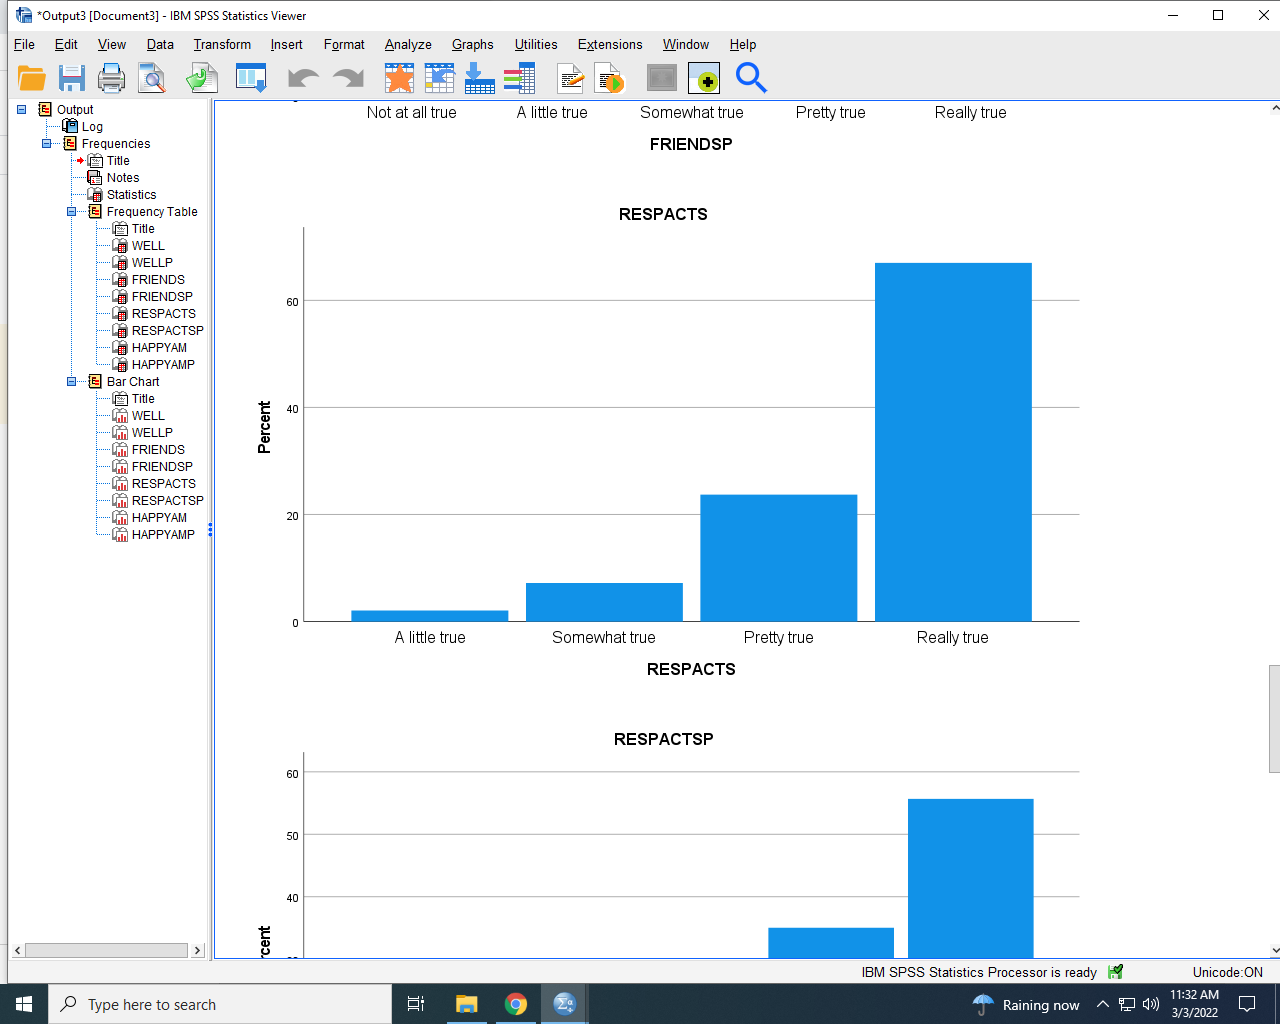 *Output3 [Document3] - IBM SPSS Statistics Viewer
File Edit View Data Transform Insert Format Analyze Graphs Utilities Extensions Window Help
Output
Log
Frequencies
Title
Notes
Statistics
Frequency Table
Title
WELL
WELLP
FRIENDS
FRIENDSP
RESPACTS
RESPACTSP
HAPPYAM
HAPPYAMP
Bar Chart
Title
WELL
WELLP
FRIENDS
FRIENDSP
RESPACTS
RESPACTSP
HAPPYAM
HAPPYAMP
Not at all true A little true Somewhat true Pretty true Really true
FRIENDSP
RESPACTS
60
40
Percent
20
0
A little true Somewhat true Pretty true Really true
RESPACTS
RESPACTSP
60
50
40
rcent
IBM SPSS Statistics Processor is ready Unicode:ON
Type here to search
Raining now
11:32 AM
3/3/2022